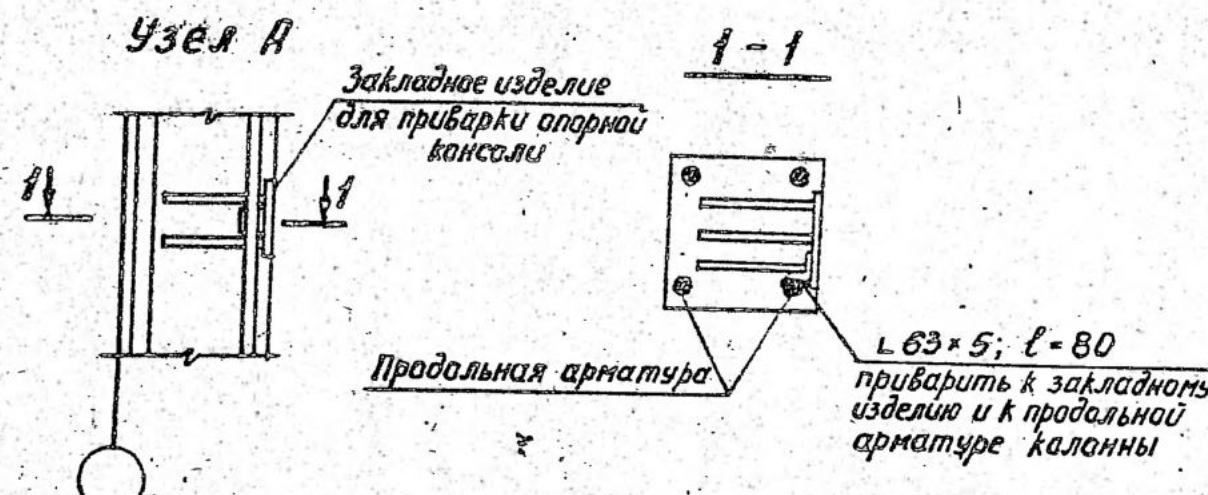 Узел А
1 - 1
Закладное изделие
для приварки опорной
консоли
1
1
Продольная арматура
L 63×5; ℓ=80
приварить к закладному
изделию и к продольной
арматуре колонны